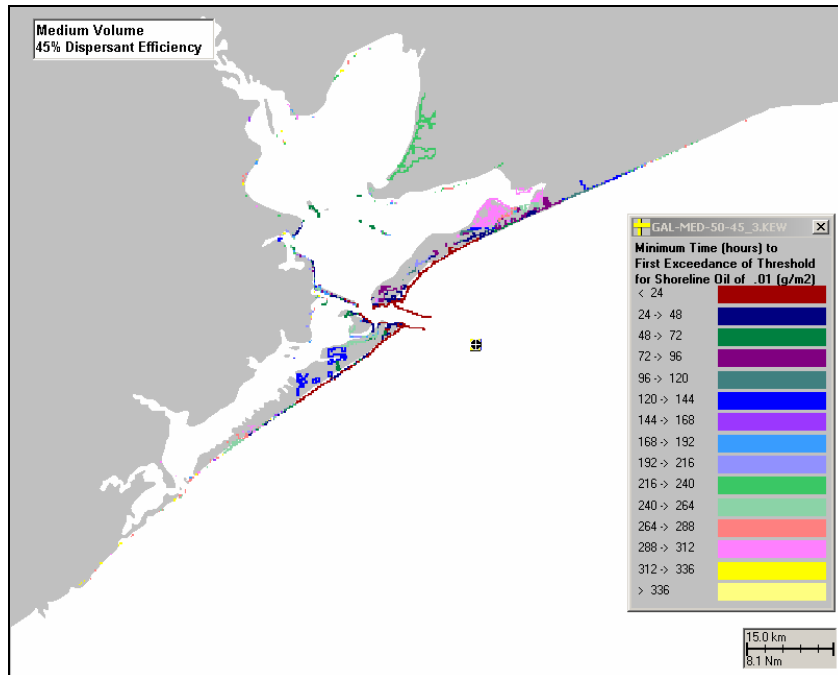 Medium Volume
45% Dispersant Efficiency
GAL-MED-50-45_3.KEW
Minimum Time (hours) to
First Exceedance of Threshold
for Shoreline Oil of .01 (g/m2)
< 24
24 -> 48
48 -> 72
72 -> 96
96 -> 120
120 -> 144
144 -> 168
168 -> 192
192 -> 216
216 -> 240
240 -> 264
264 -> 288
288 -> 312
312 -> 336
> 336
15.0 km
8.1 Nm